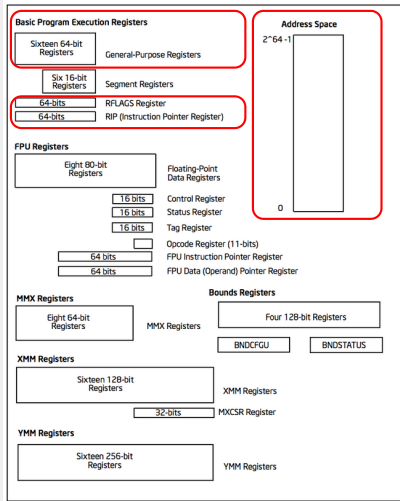 Basic Program Execution Registers
Address Space
2^64 -1
Sixteen 64-bit
Registers
General-Purpose Registers
Six 16-bit
Registers
Segment Registers
64-bits
RFLAGS Register
64-bits
RIP (Instruction Pointer Register)
0
FPU Registers
Eight 80-bit
Registers
Floating-Point
Data Registers
16 bits
Control Register
16 bits
Status Register
16 bits
Tag Register
Opcode Register (11-bits)
64 bits
FPU Instruction Pointer Register
64 bits
FPU Data (Operand) Pointer Register
MMX Registers
Bounds Registers
Eight 64-bit
Registers
MMX Registers
Four 128-bit Registers
BNDCFGU
BNDSTATUS
XMM Registers
Sixteen 128-bit
Registers
XMM Registers
32-bits
MXCSR Register
YMM Registers
Sixteen 256-bit
Registers
YMM Registers